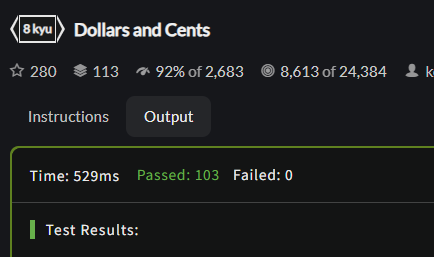 8 kyu Dollars and Cents
280 113 92% of 2,683 8,613 of 24,384
Instructions Output
Time: 529ms Passed: 103 Failed: 0
Test Results: